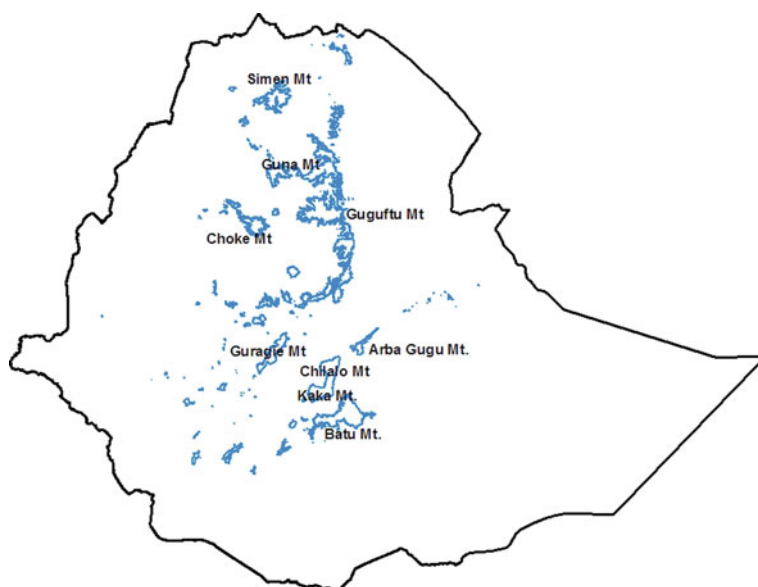 Simen Mt
Guna Mt
Guguftu Mt
Choke Mt
Guragie Mt
Arba Gugu Mt.
Chilalo Mt
Kaka Mt.
Batu Mt.